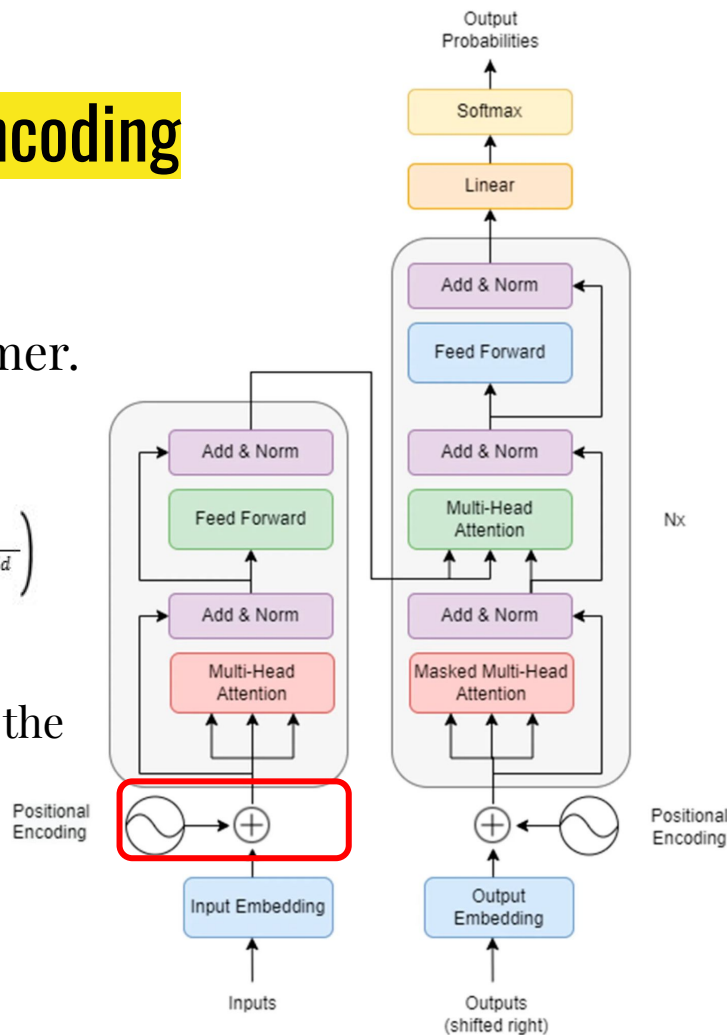 ncoding
mer.
d
the
Output
Probabilities
Softmax
Linear
Add & Norm
Feed Forward
Add & Norm
Multi-Head
Attention
Nx
Add & Norm
Masked Multi-Head
Attention
Add & Norm
Feed Forward
Add & Norm
Multi-Head
Attention
Positional
Encoding
Positional
Encoding
Input Embedding
Output
Embedding
Inputs
Outputs
(shifted right)